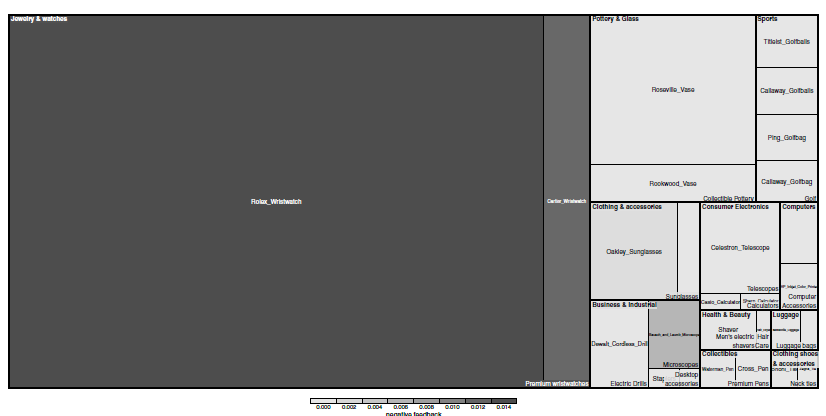 Jewelry & watches
Rolex_Wristwatch
Cartier_Wristwatch
Premium wristwatches
Pottery & Glass
Roseville_Vase
Rookwood_Vase
Collectible Pottery
Sports
Titleist_Golfballs
Callaway_Golfballs
Ping_Golfbag
Callaway_Golfbag
Golf
Clothing & accessories
Oakley_Sunglasses
Sunglasses
Consumer Electronics
Celestron_Telescope
Telescopes
Casio_Calculator
Sharp_Calculator
Calculators
Computers
Computer
Accessories
Business & Industrial
Dewalt_Cordless_Drill
Electric Drills
Microscopes
Desktop
accessories
Health & Beauty
Shaver
Men's electric
shavers
Hair
Care
Luggage
Luggage bags
Collectibles
Waterman_Pen
Cross_Pen
Premium Pens
Clothing shoes
& accessories
Neck ties
0.000 0.002 0.004 0.006 0.008 0.010 0.012 0.014
negative feedback